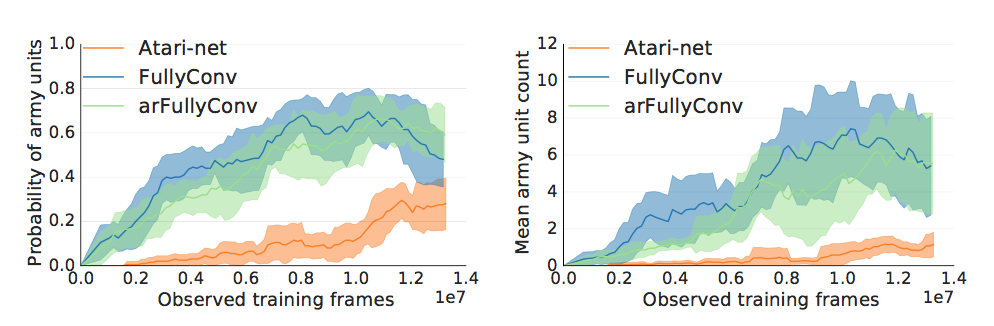 Probability of army units
1.0
0.8
0.6
0.4
0.2
0.0
Atari-net
FullyConv
arFullyConv
0.0 0.2 0.4 0.6 0.8 1.0 1.2 1.4
1e7
Observed training frames
Mean army unit count
12
10
8
6
4
2
0
Atari-net
FullyConv
arFullyConv
0.0 0.2 0.4 0.6 0.8 1.0 1.2 1.4
1e7
Observed training frames